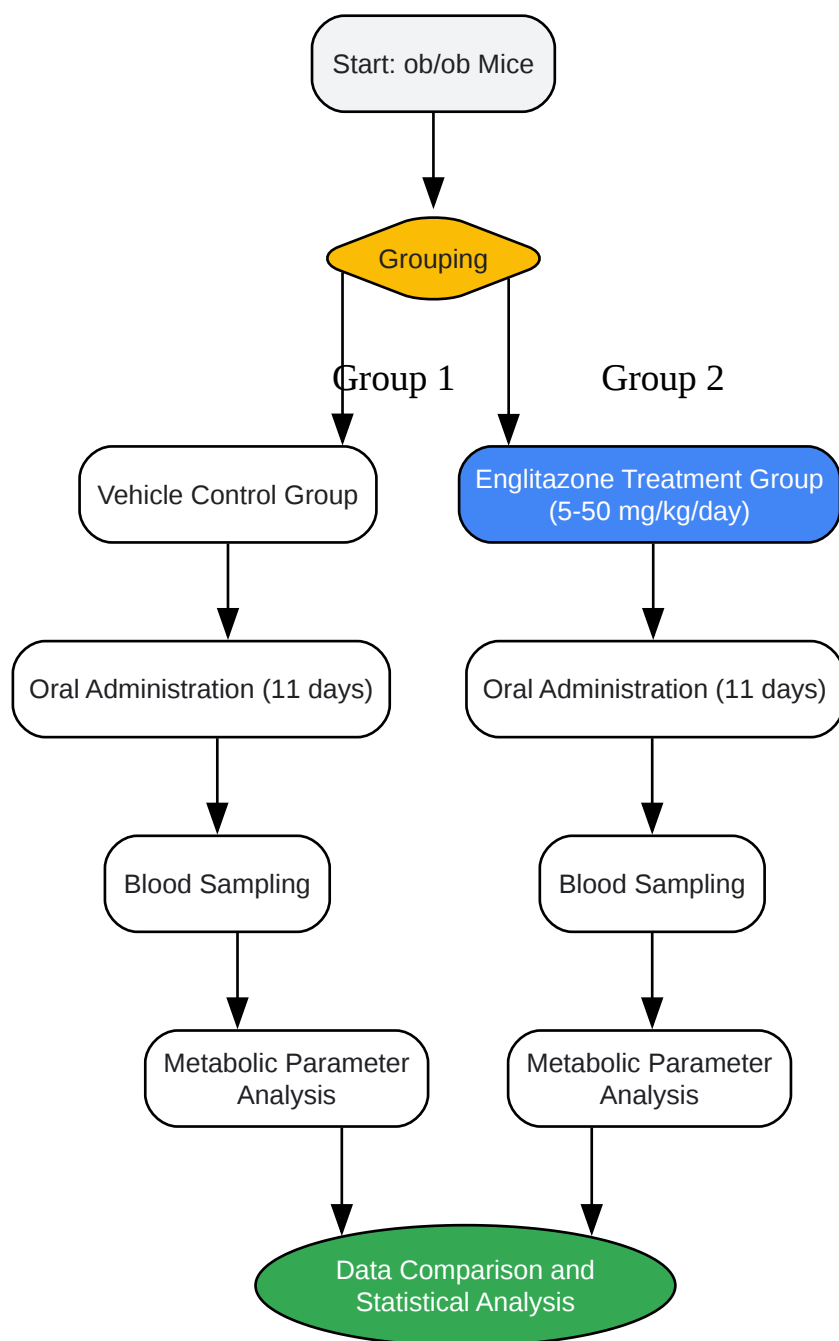 Start: ob/ob Mice
Grouping
Group 1
Group 2
Vehicle Control Group
Englitazone Treatment Group
(5-50 mg/kg/day)
Oral Administration (11 days)
Oral Administration (11 days)
Blood Sampling
Blood Sampling
Metabolic Parameter
Analysis
Metabolic Parameter
Analysis
Data Comparison and
Statistical Analysis